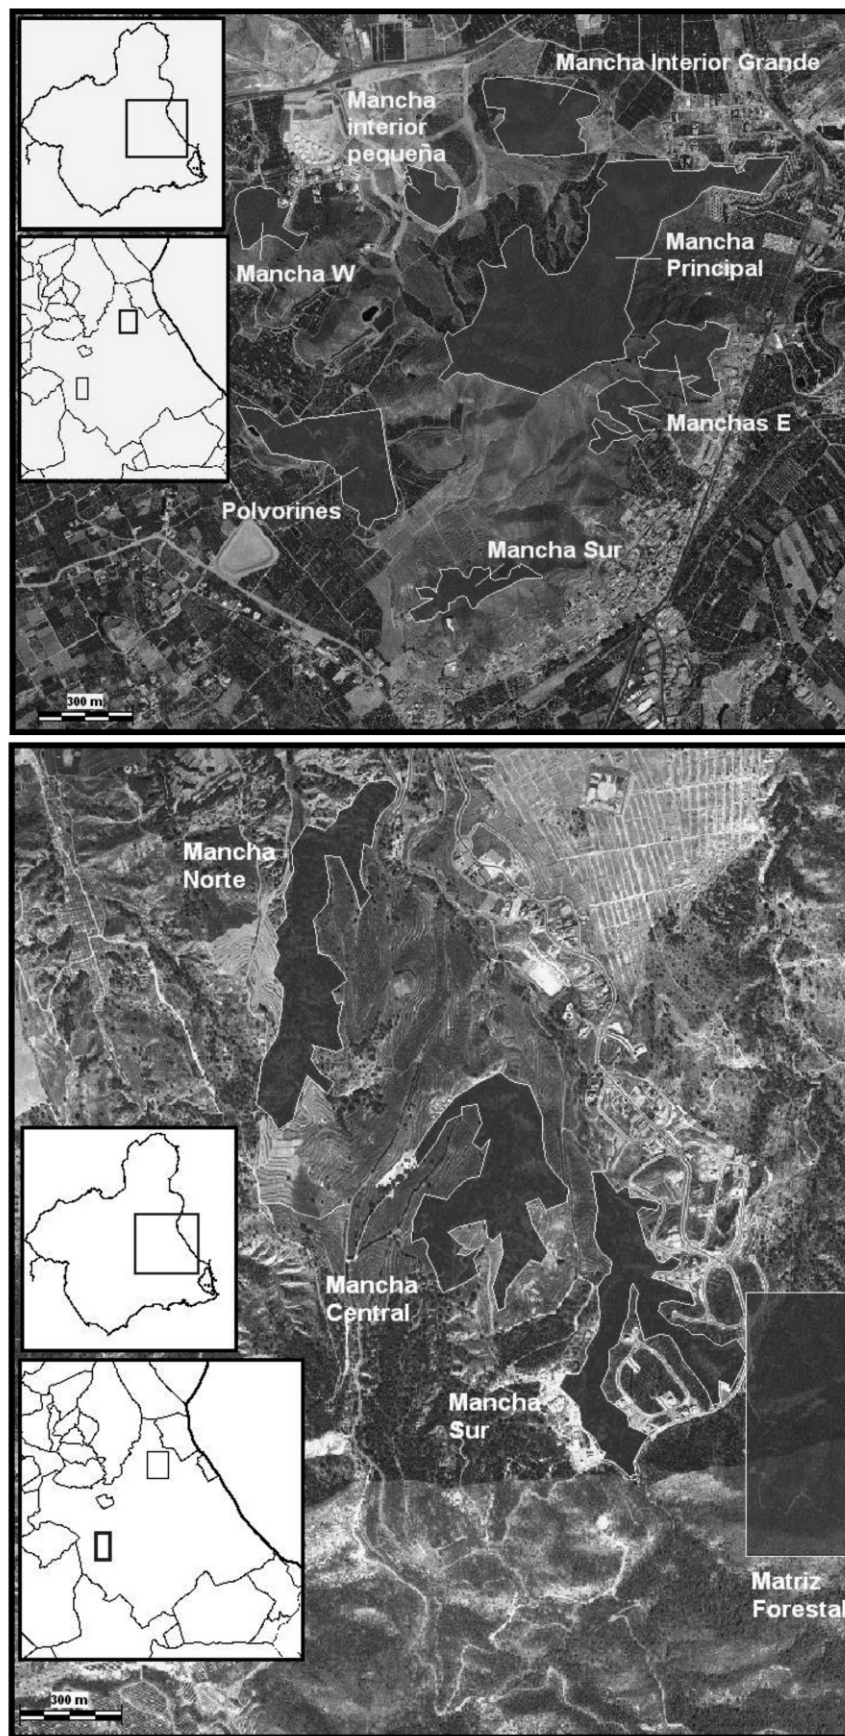 Mancha Interior Grande
Mancha
interior
pequeña
Mancha W
Mancha
Principal
Manchas E
Polvorines
Mancha Sur
300 m
Mancha
Norte
Mancha
Central
Mancha
Sur
Matriz
Forestal
300 m